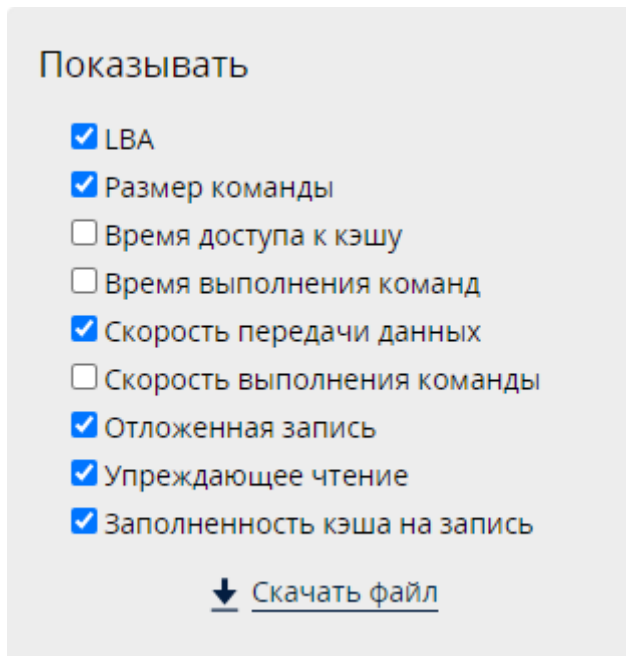 Показывать
LBA
Размер команды
Время доступа к кэшу
Время выполнения команд
Скорость передачи данных
Скорость выполнения команды
Отложенная запись
Упреждающее чтение
Заполненность кэша на запись
Скачать файл